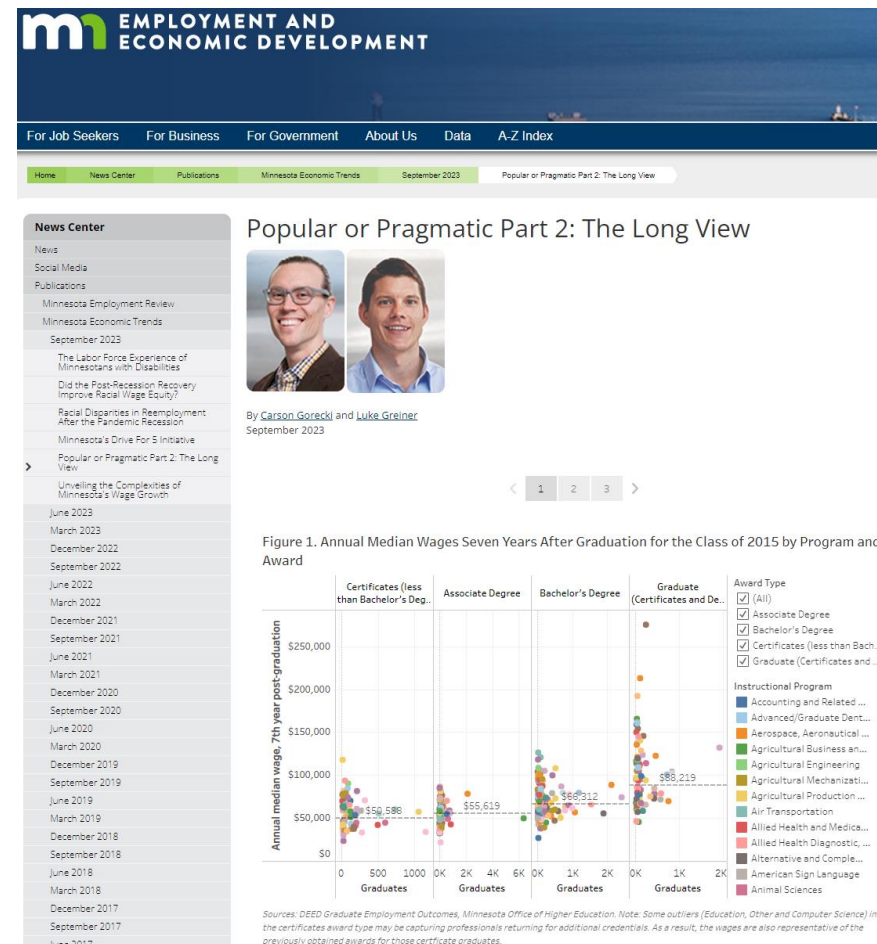 EMPLOYMENT AND
ECONOMIC DEVELOPMENT
For Job Seekers For Business For Government About Us Data A-Z Index
Home News Center Publications Minnesota Economic Trends September 2023 Popular or Pragmatic Part 2: The Long View
News Center
News
Social Media
Publications
Minnesota Employment Review
Minnesota Economic Trends
September 2023
The Labor Force Experience of
Minnesotans with Disabilities
Did the Post-Recession Recovery
Improve Racial Wage Equity?
Racial Disparities in Reemployment
After the Pandemic Recession
Minnesota's Drive For 5 Initiative
Popular or Pragmatic Part 2: The Long
View
Unveiling the Complexities of
Minnesota's Wage Growth
June 2023
March 2023
December 2022
September 2022
June 2022
March 2022
December 2021
September 2021
June 2021
March 2021
December 2020
September 2020
June 2020
March 2020
December 2019
September 2019
June 2019
March 2019
December 2018
September 2018
June 2018
March 2018
December 2017
September 2017
June 2017
Popular or Pragmatic Part 2: The Long View
By Carson Gorecki and Luke Greiner
September 2023
1 2 3
Figure 1. Annual Median Wages Seven Years After Graduation for the Class of 2015 by Program and
Award
Certificates (less
than Bachelor's Deg..
Associate Degree
Bachelor's Degree
Graduate
(Certificates and De..
Annual median wage, 7th year post-graduation
$250,000
$200,000
$150,000
$100,000
$50,000
$0
$50,598
$55,619
$66,312
$88,219
0 500 1000 0K 2K 4K 6K 0K 1K 2K 0K 1K 2K
Graduates Graduates Graduates Graduates
Award Type
(All)
Associate Degree
Bachelor's Degree
Certificates (less than Bach..
Graduate (Certificates and ..
Instructional Program
Accounting and Related ...
Advanced/Graduate Dent...
Aerospace, Aeronautical ...
Agricultural Business an...
Agricultural Engineering
Agricultural Mechanizati...
Agricultural Production ...
Air Transportation
Allied Health and Medica...
Allied Health Diagnostic, ...
Alternative and Comple...
American Sign Language
Animal Sciences
Sources: DEED Graduate Employment Outcomes, Minnesota Office of Higher Education. Note: Some outliers (Education, Other and Computer Science) in
the certificates award type may be capturing professionals returning for additional credentials. As a result, the wages are also representative of the
previously obtained awards for those certficate graduates.